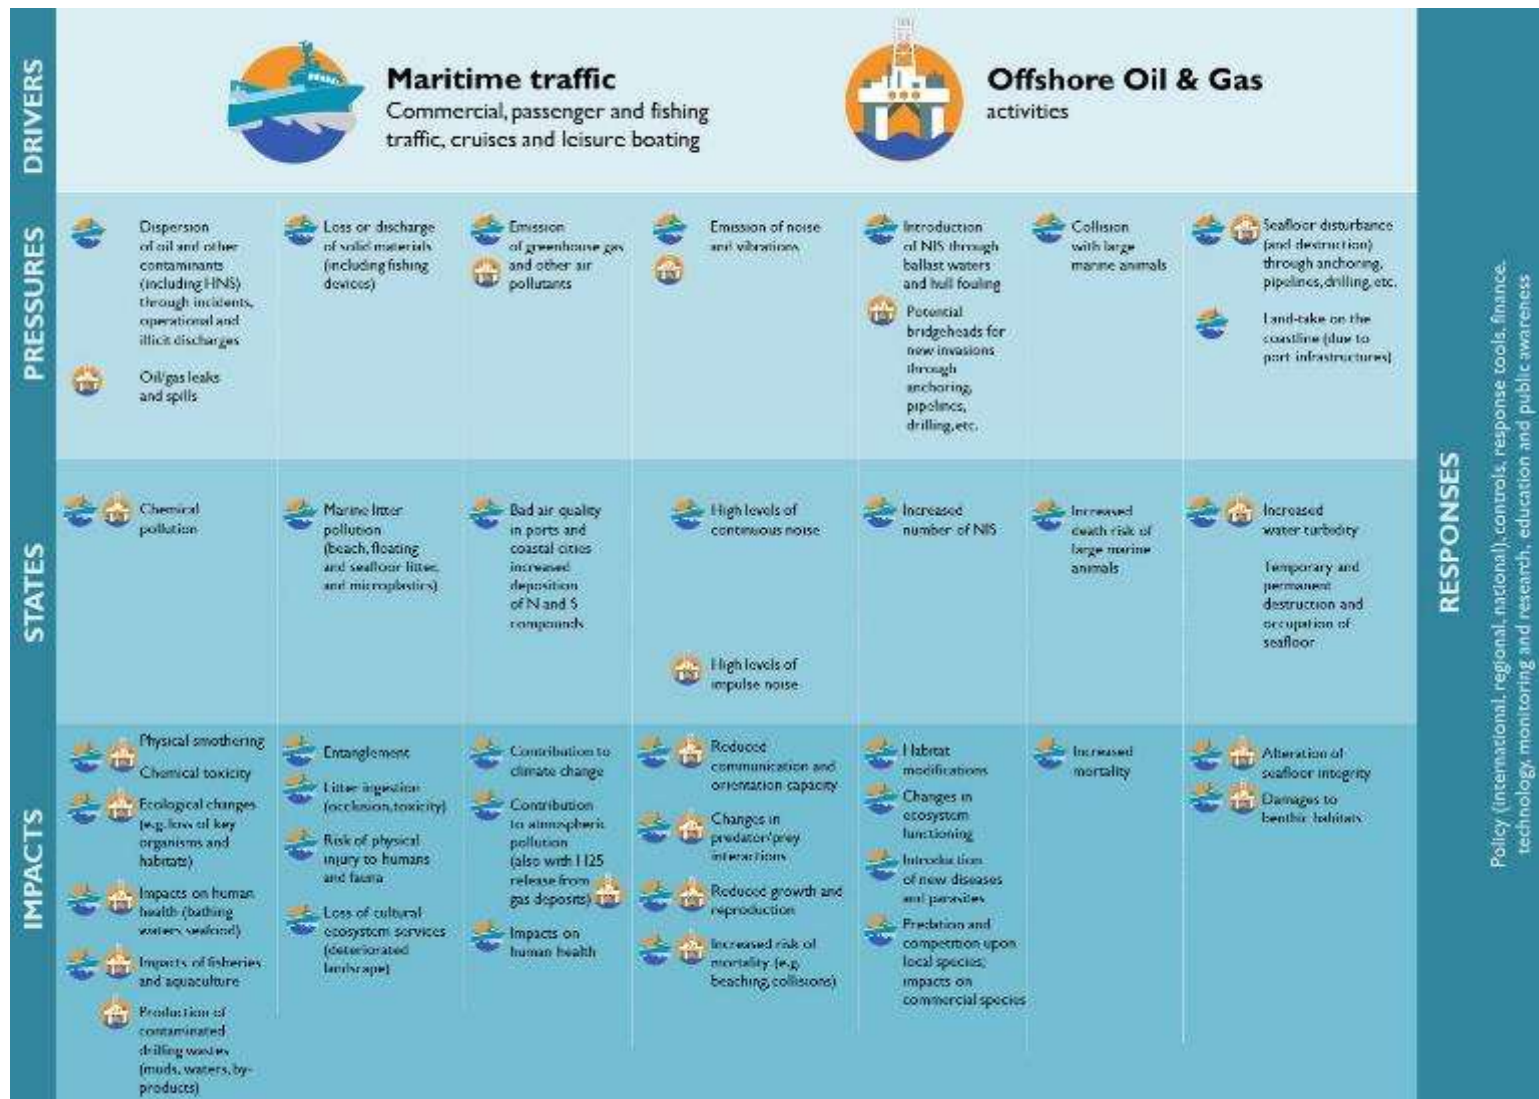 DRIVERS
Maritime traffic
Commercial, passenger and fishing
traffic, cruises and leisure boating
Offshore Oil & Gas
activities
PRESSURES
Dispersion
of oil and other
contaminants
(including HNS)
through incidents,
operational and
illicit discharges
Oil/gas leaks
and spills
Loss or discharge
of solid materials
(including fishing
devices)
Emission
of greenhouse gas
and other air
pollutants
Emission of noise
and vibrations
Introduction
of NIS through
ballast waters
and hull fouling
Potential
bridgeheads for
new invasions
through
anchoring,
pipelines,
drilling, etc.
Collision
with large
marine animals
Seafloor disturbance
(and destruction)
through anchoring,
pipelines, drilling, etc.
Land-take on the
coastline (due to
port infrastructures)
STATES
Chemical
pollution
Marine litter
pollution
(beach, floating
and seafloor litter,
and microplastics)
Bad air quality
in ports and
coastal cities
increased
deposition
of N and S
compounds
High levels of
continuous noise
High levels of
impulse noise
Increased
number of NIS
Increased
death risk of
large marine
animals
Increased
water turbidity
Temporary and
permanent
destruction and
occupation of
seafloor
IMPACTS
Physical smothering
Chemical toxicity
Ecological changes
(e.g. loss of key
organisms and
habitats)
Impacts on human
health (bathing
waters, seafood)
Impacts of fisheries
and aquaculture
Production of
contaminated
drilling wastes
(muds, waters, by-
products)
Entanglement
Litter ingestion
(occlusion, toxicity)
Risk of physical
injury to humans
and fauna
Loss of cultural
ecosystem services
(deteriorated
landscape)
Contribution to
climate change
Contribution
to atmospheric
pollution
(also with H2S
release from
gas deposits)
Impacts on
human health
Reduced
communication and
orientation capacity
Changes in
predator/prey
interactions
Reduced growth and
reproduction
Increased risk of
mortality (e.g.
beaching, collisions)
Habitat
modifications
Changes in
ecosystem
functioning
Introduction
of new diseases
and parasites
Predation and
competition upon
local species;
impacts on
commercial species
Increased
mortality
Alteration of
seafloor integrity
Damages to
benthic habitats
RESPONSES
Policy (international, regional, national), controls, response tools, finance,
technology, monitoring and research, education and public awareness